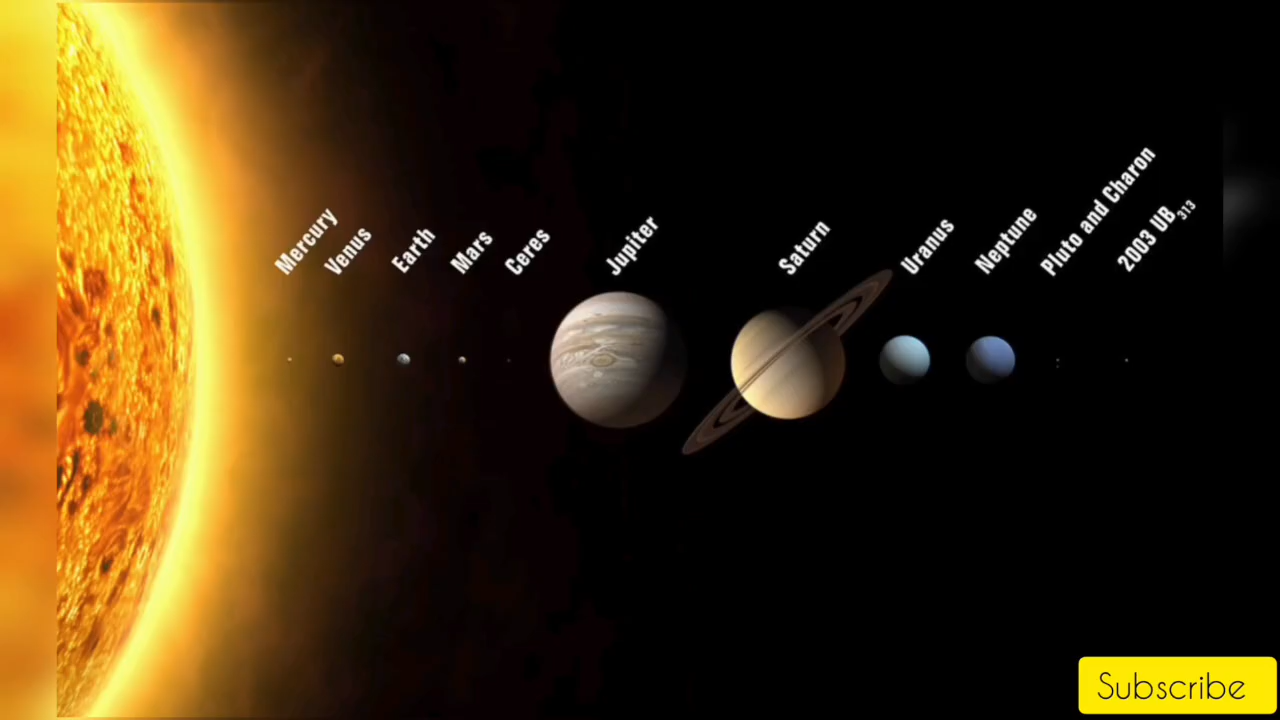 Mercury
Venus
Earth
Mars
Ceres
Jupiter
Saturn
Uranus
Neptune
Pluto and Charon
2003 UB₃₁₃
Subscribe